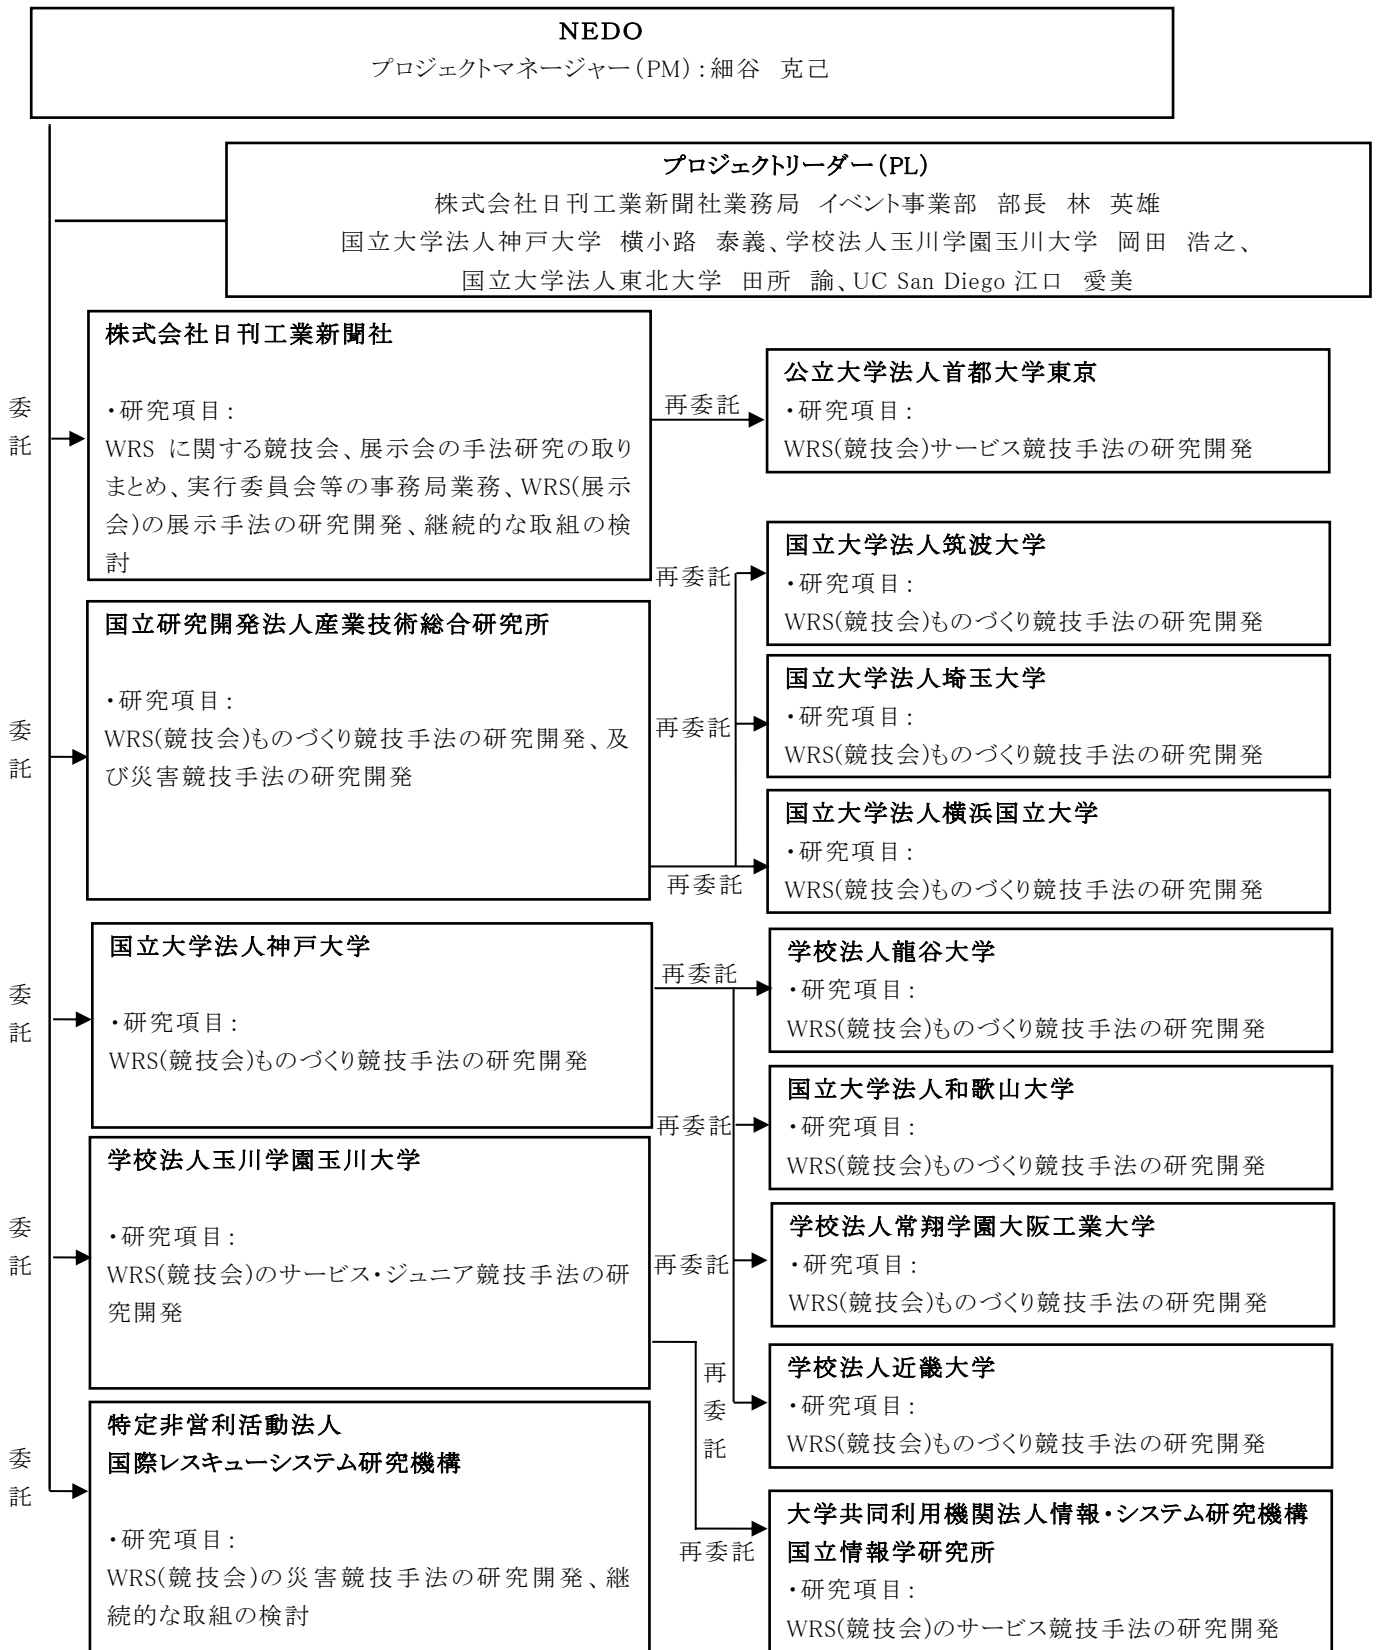 NEDO
プロジェクトマネージャー(PM):細谷 克己
プロジェクトリーダー(PL)
株式会社日刊工業新聞社業務局 イベント事業部 部長 林 英雄
国立大学法人神戸大学 横小路 泰義、学校法人玉川学園玉川大学 岡田 浩之、
国立大学法人東北大学 田所 諭、UC San Diego 江口 愛美
委託
株式会社日刊工業新聞社
・研究項目:
WRS に関する競技会、展示会の手法研究の取り
まとめ、実行委員会等の事務局業務、WRS(展示
会)の展示手法の研究開発、継続的な取組の検
討
再委託
公立大学法人首都大学東京
・研究項目:
WRS(競技会)サービス競技手法の研究開発
委託
国立研究開発法人産業技術総合研究所
・研究項目:
WRS(競技会)ものづくり競技手法の研究開発、及
び災害競技手法の研究開発
再委託
国立大学法人筑波大学
・研究項目:
WRS(競技会)ものづくり競技手法の研究開発
再委託
国立大学法人埼玉大学
・研究項目:
WRS(競技会)ものづくり競技手法の研究開発
再委託
国立大学法人横浜国立大学
・研究項目:
WRS(競技会)ものづくり競技手法の研究開発
委託
国立大学法人神戸大学
・研究項目:
WRS(競技会)ものづくり競技手法の研究開発
再委託
学校法人龍谷大学
・研究項目:
WRS(競技会)ものづくり競技手法の研究開発
再委託
国立大学法人和歌山大学
・研究項目:
WRS(競技会)ものづくり競技手法の研究開発
再委託
学校法人常翔学園大阪工業大学
・研究項目:
WRS(競技会)ものづくり競技手法の研究開発
再委託
学校法人近畿大学
・研究項目:
WRS(競技会)ものづくり競技手法の研究開発
委託
学校法人玉川学園玉川大学
・研究項目:
WRS(競技会)のサービス・ジュニア競技手法の研
究開発
再委託
大学共同利用機関法人情報・システム研究機構
国立情報学研究所
・研究項目:
WRS(競技会)のサービス競技手法の研究開発
委託
特定非営利活動法人
国際レスキューシステム研究機構
・研究項目:
WRS(競技会)の災害競技手法の研究開発、継
続的な取組の検討